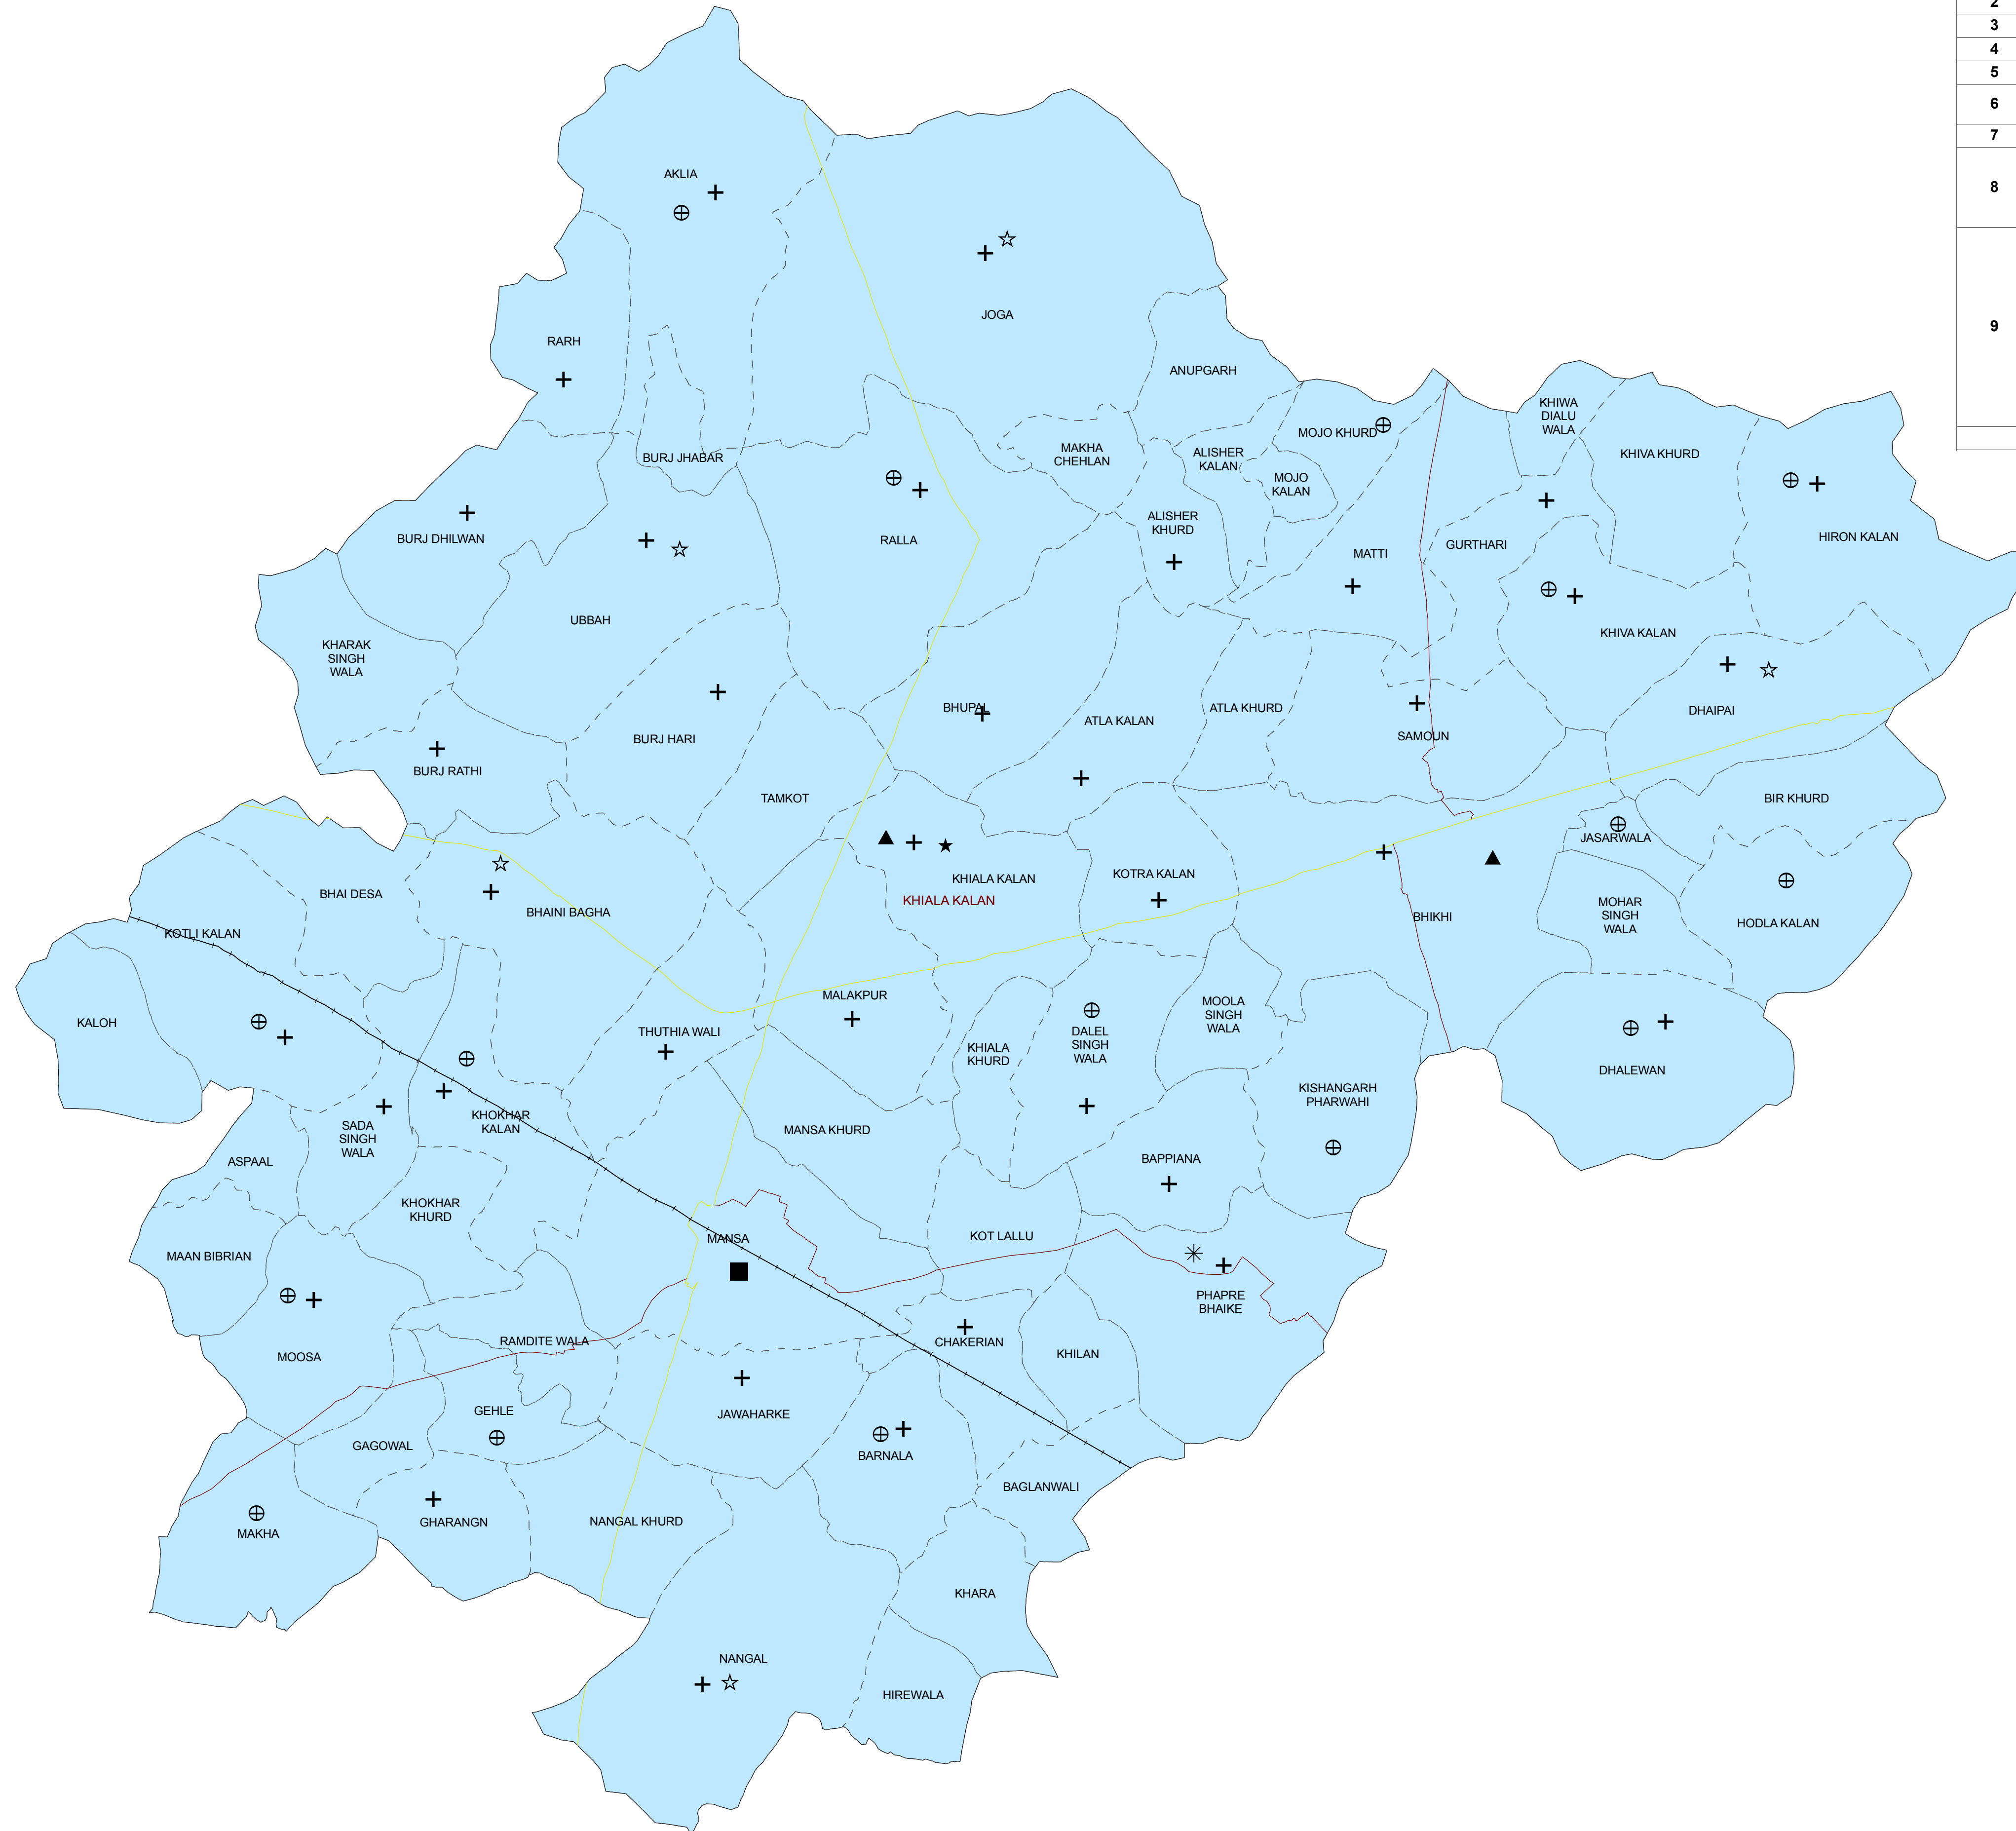 2
3
4
5
6
7
8
9
AKLIA
JOGA
RARH
ANUPGARH
KHIWA
DIALU
WALA
MOJO KHURD
BURJ JHABAR
MAKHA
CHEHLAN
ALISHER
KALAN
KHIVA KHURD
MOJO
KALAN
BURJ DHILWAN
RALLA
ALISHER
KHURD
MATTI
GURTHARI
HIRON KALAN
UBBAH
KHARAK
SINGH
WALA
KHIVA KALAN
BHUPAL
ATLA KALAN
ATLA KHURD
DHAIPAI
BURJ HARI
SAMOUN
BURJ RATHI
TAMKOT
BIR KHURD
JASARWALA
KHIALA KALAN
KOTRA KALAN
KHIALA KALAN
BHAI DESA
BHAINI BAGHA
BHIKHI
MOHAR
SINGH
WALA
HODLA KALAN
KOTLI KALAN
MALAKPUR
MOOLA
SINGH
WALA
KALOH
THUTHIA WALI
DALEL
SINGH
WALA
KHIALA
KHURD
DHALEWAN
KISHANGARH
PHARWAHI
KHOKHAR
KALAN
SADA
SINGH
WALA
MANSA KHURD
ASPAAL
BAPPIANA
KHOKHAR
KHURD
MAAN BIBRIAN
MANSA
KOT LALLU
PHAPRE
BHAIKE
RAMDITE WALA
CHAKERIAN
MOOSA
KHILAN
GEHLE
JAWAHARKE
GAGOWAL
BARNALA
BAGLANWALI
MAKHA
GHARANGN
NANGAL KHURD
KHARA
NANGAL
HIREWALA